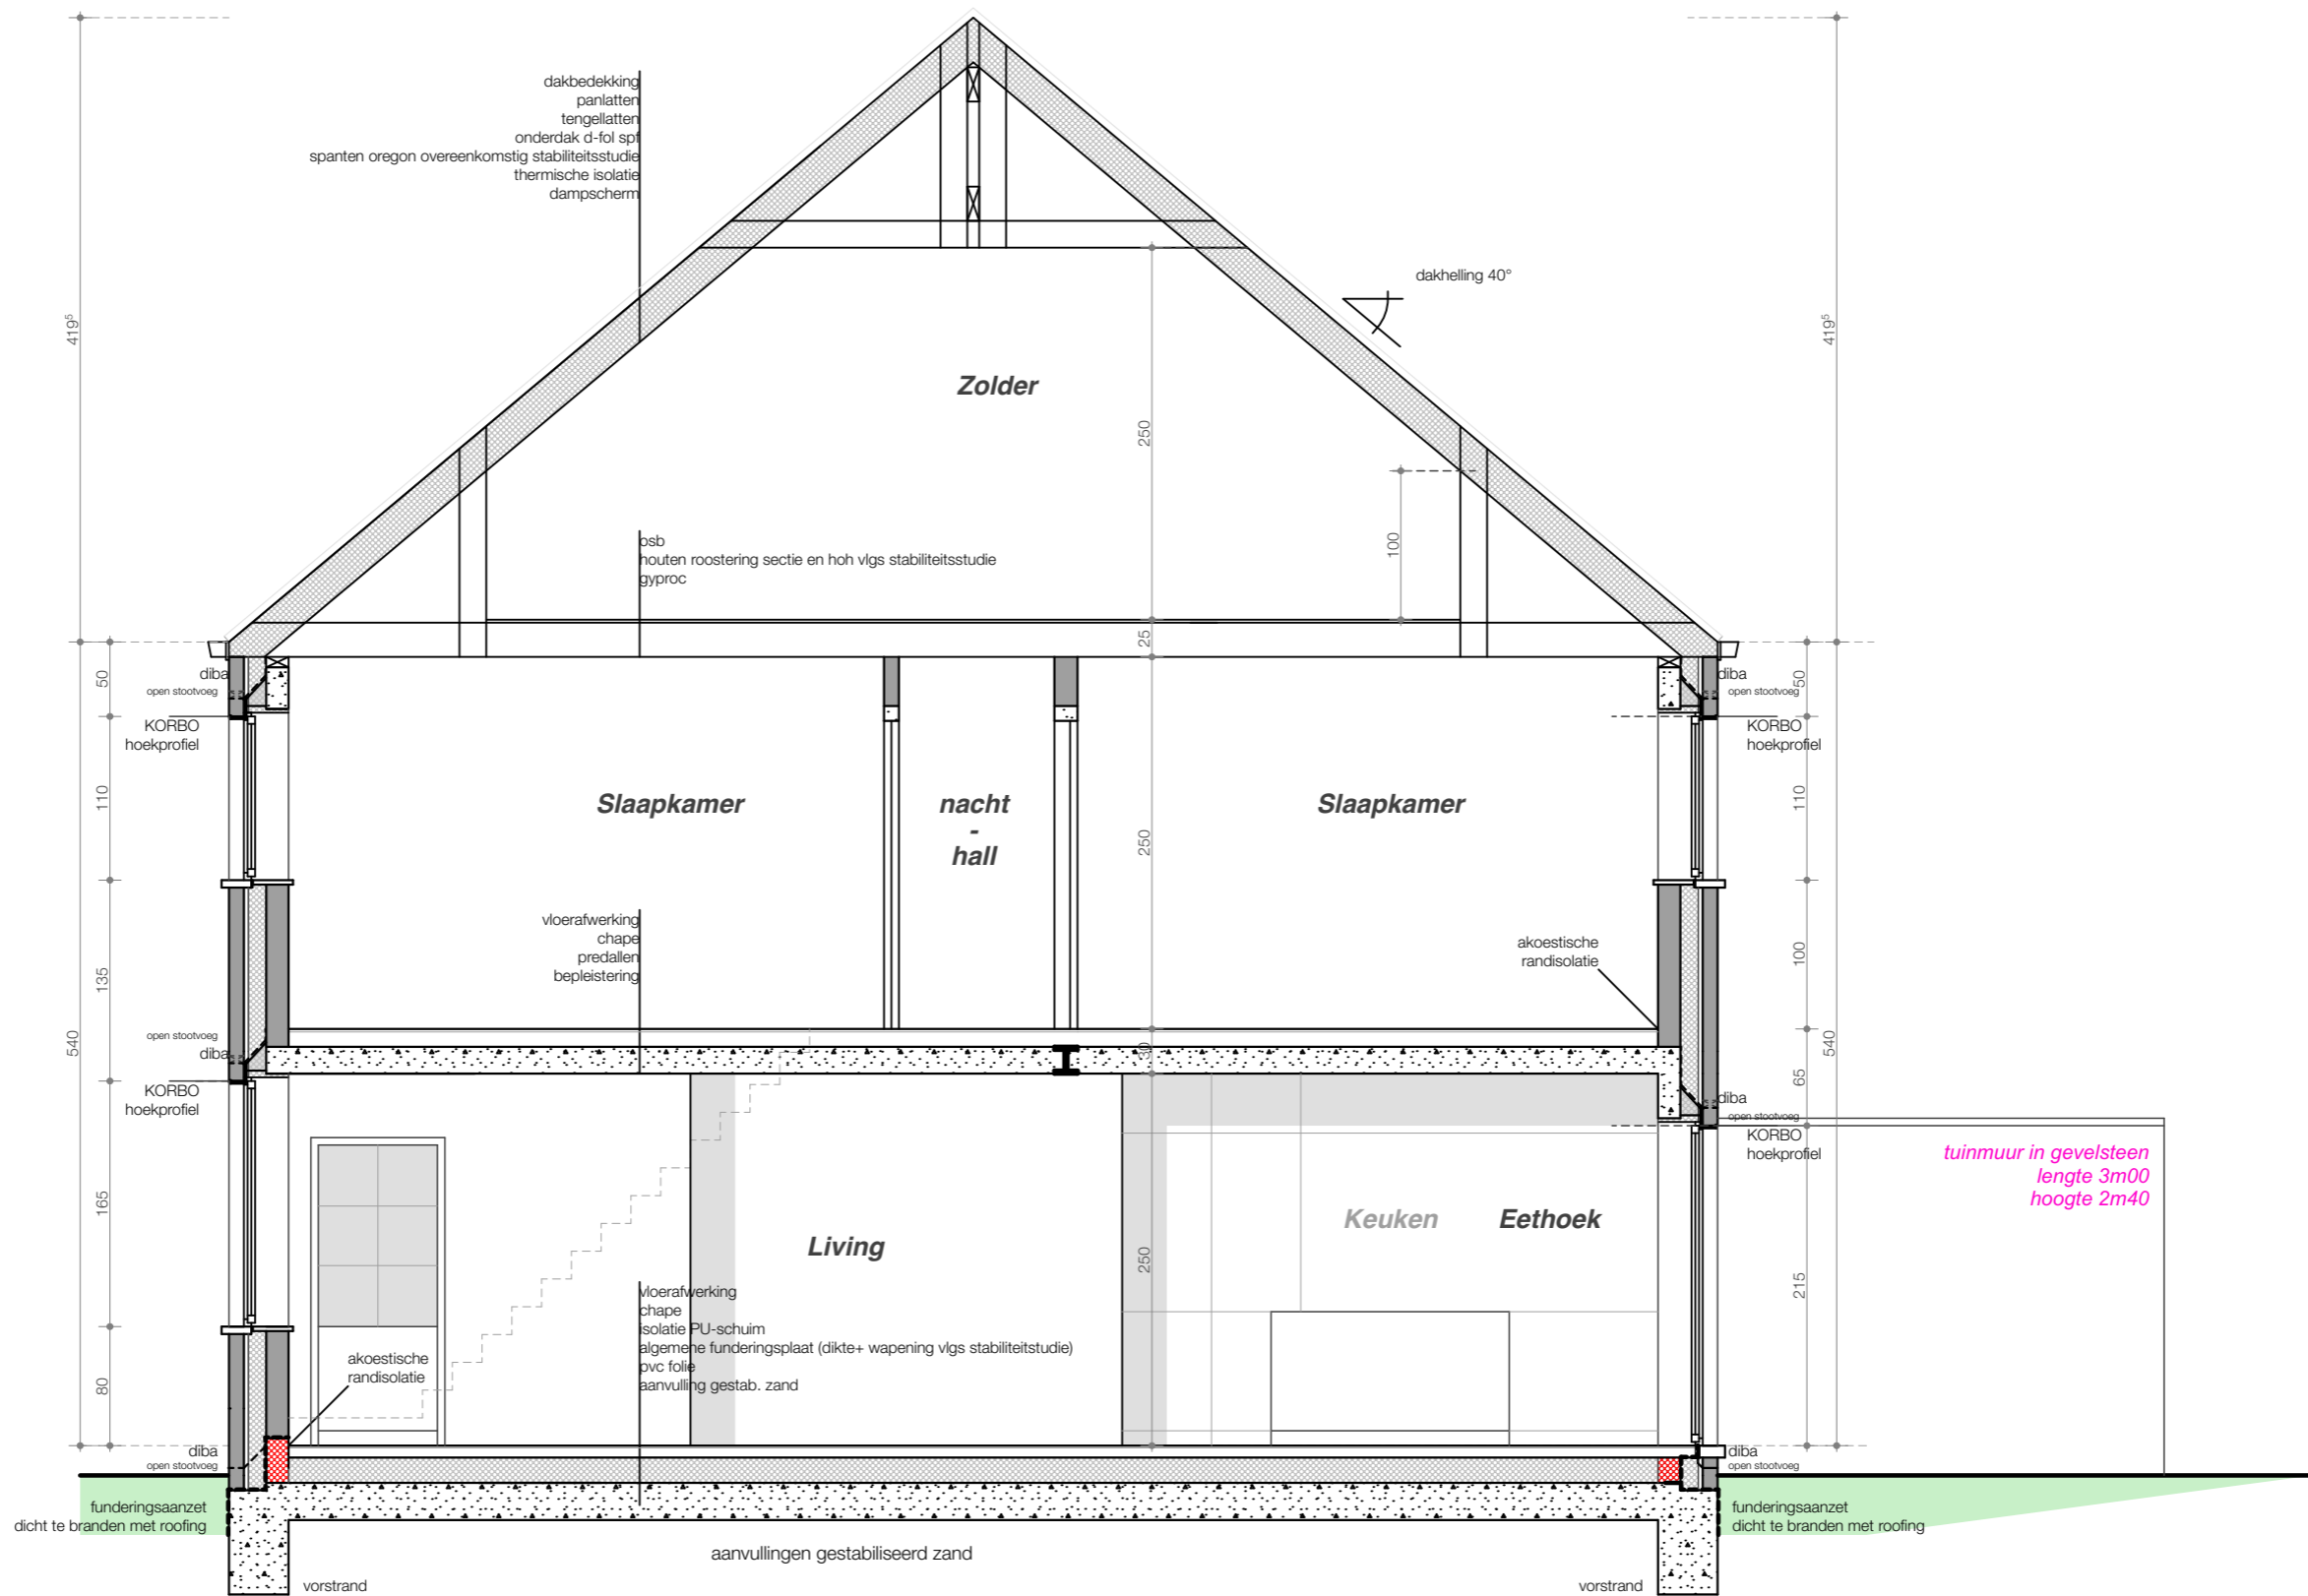 dakbedekking
panlatten
tengellatten
onderdak d-fol spf
spanten oregon overeenkomstig stabiliteitsstudie
thermische isolatie
dampscherm
dakhelling 40°
419⁵
419⁵
Zolder
250
100
osb
houten roostering sectie en hoh vlgs stabiliteitsstudie
gyproc
25
50
diba
open stootvoeg
KORBO
hoekprofiel
diba
open stootvoeg
50
KORBO
hoekprofiel
110
Slaapkamer
nacht
-
hall
Slaapkamer
110
250
vloerafwerking
chape
predallen
bepleistering
akoestische
randisolatie
135
100
540
540
open stootvoeg
diba
30
KORBO
hoekprofiel
65
diba
open stootvoeg
KORBO
hoekprofiel
tuinmuur in gevelsteen
lengte 3m00
hoogte 2m40
165
Living
Keuken
Eethoek
250
215
vloerafwerking
chape
isolatie PU-schuim
algemene funderingsplaat (dikte+ wapening vlgs stabiliteitstudie)
pvc folie
aanvulling gestab. zand
akoestische
randisolatie
80
diba
open stootvoeg
diba
open stootvoeg
funderingsaanzet
dicht te branden met roofing
funderingsaanzet
dicht te branden met roofing
aanvullingen gestabiliseerd zand
vorstrand
vorstrand